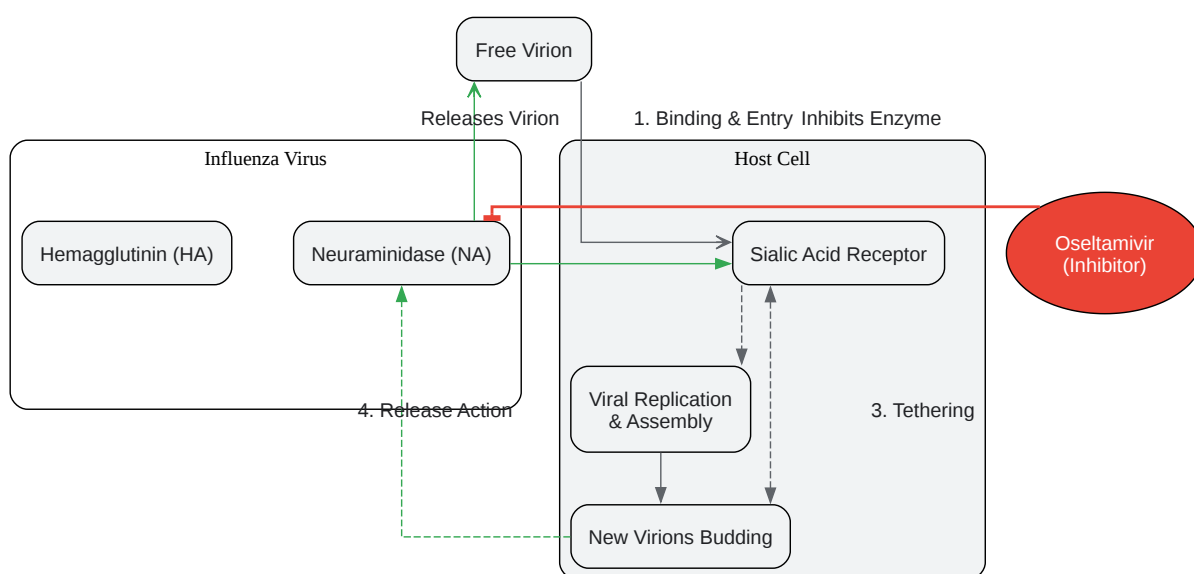 Free Virion
Releases Virion
1. Binding & Entry
Inhibits Enzyme
Influenza Virus
Host Cell
Hemagglutinin (HA)
Neuraminidase (NA)
Sialic Acid Receptor
Oseltamivir
(Inhibitor)
Viral Replication
& Assembly
4. Release Action
3. Tethering
New Virions Budding